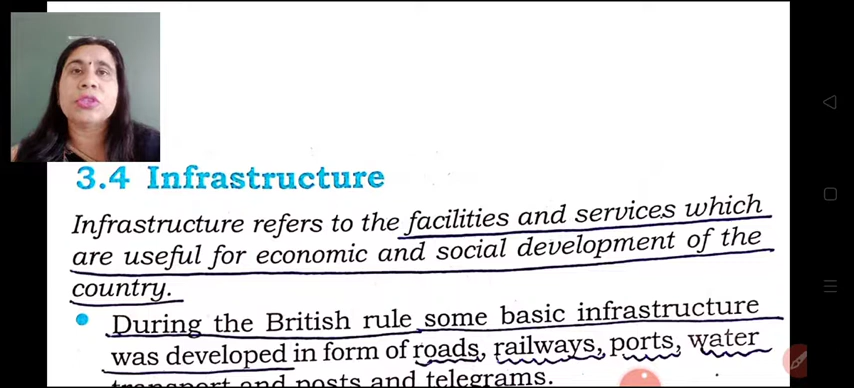 3.4 Infrastructure
Infrastructure refers to the facilities and services which
are useful for economic and social development of the
country.
• During the British rule some basic infrastructure
was developed in form of roads, railways, ports, water
transport and posts and telegrams.